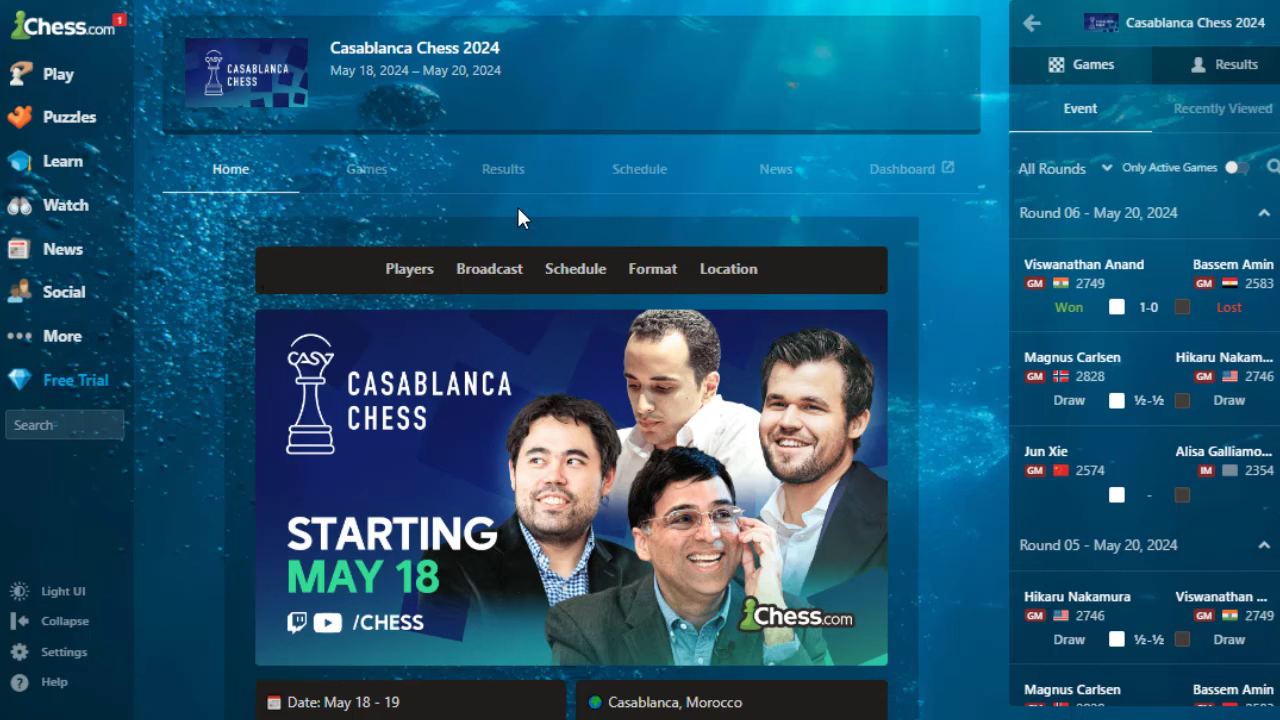 Chess.com
1
Play
Puzzles
Learn
Watch
News
Social
More
Free Trial
Search
Light UI
Collapse
Settings
Help
CASABLANCA
CHESS
Casablanca Chess 2024
May 18, 2024 – May 20, 2024
Home Games Results Schedule News Dashboard
Players Broadcast Schedule Format Location
CASY
CASABLANCA
CHESS
STARTING
MAY 18
/CHESS
Chess.com
Date: May 18 - 19
Casablanca, Morocco
Casablanca Chess 2024
Games Results
Event Recently Viewed
All Rounds Only Active Games
Round 06 - May 20, 2024
Viswanathan Anand Bassem Amin
GM 2749 GM 2583
Won 1-0 Lost
Magnus Carlsen Hikaru Nakam...
GM 2828 GM 2746
Draw ½-½ Draw
Jun Xie Alisa Galliamo...
GM 2574 IM 2354
-
Round 05 - May 20, 2024
Hikaru Nakamura Viswanathan ...
GM 2746 GM 2749
Draw ½-½ Draw
Magnus Carlsen Bassem Amin